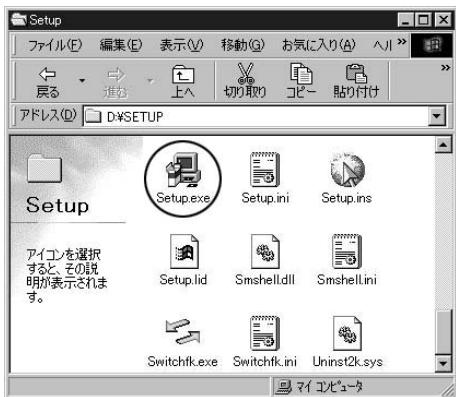 Setup
ファイル(F) 編集(E) 表示(V) 移動(G) お気に入り(A) ヘル »
戻る 進む 上へ 切り取り コピー 貼り付け »
アドレス(D) D:¥SETUP
Setup
アイコンを選択
すると、その説
明が表示されま
す。
Setup.exe Setup.ini Setup.ins
Setup.lid Smshell.dll Smshell.ini
Switchfk.exe Switchfk.ini Uninst2k.sys
マイ コンピュータ